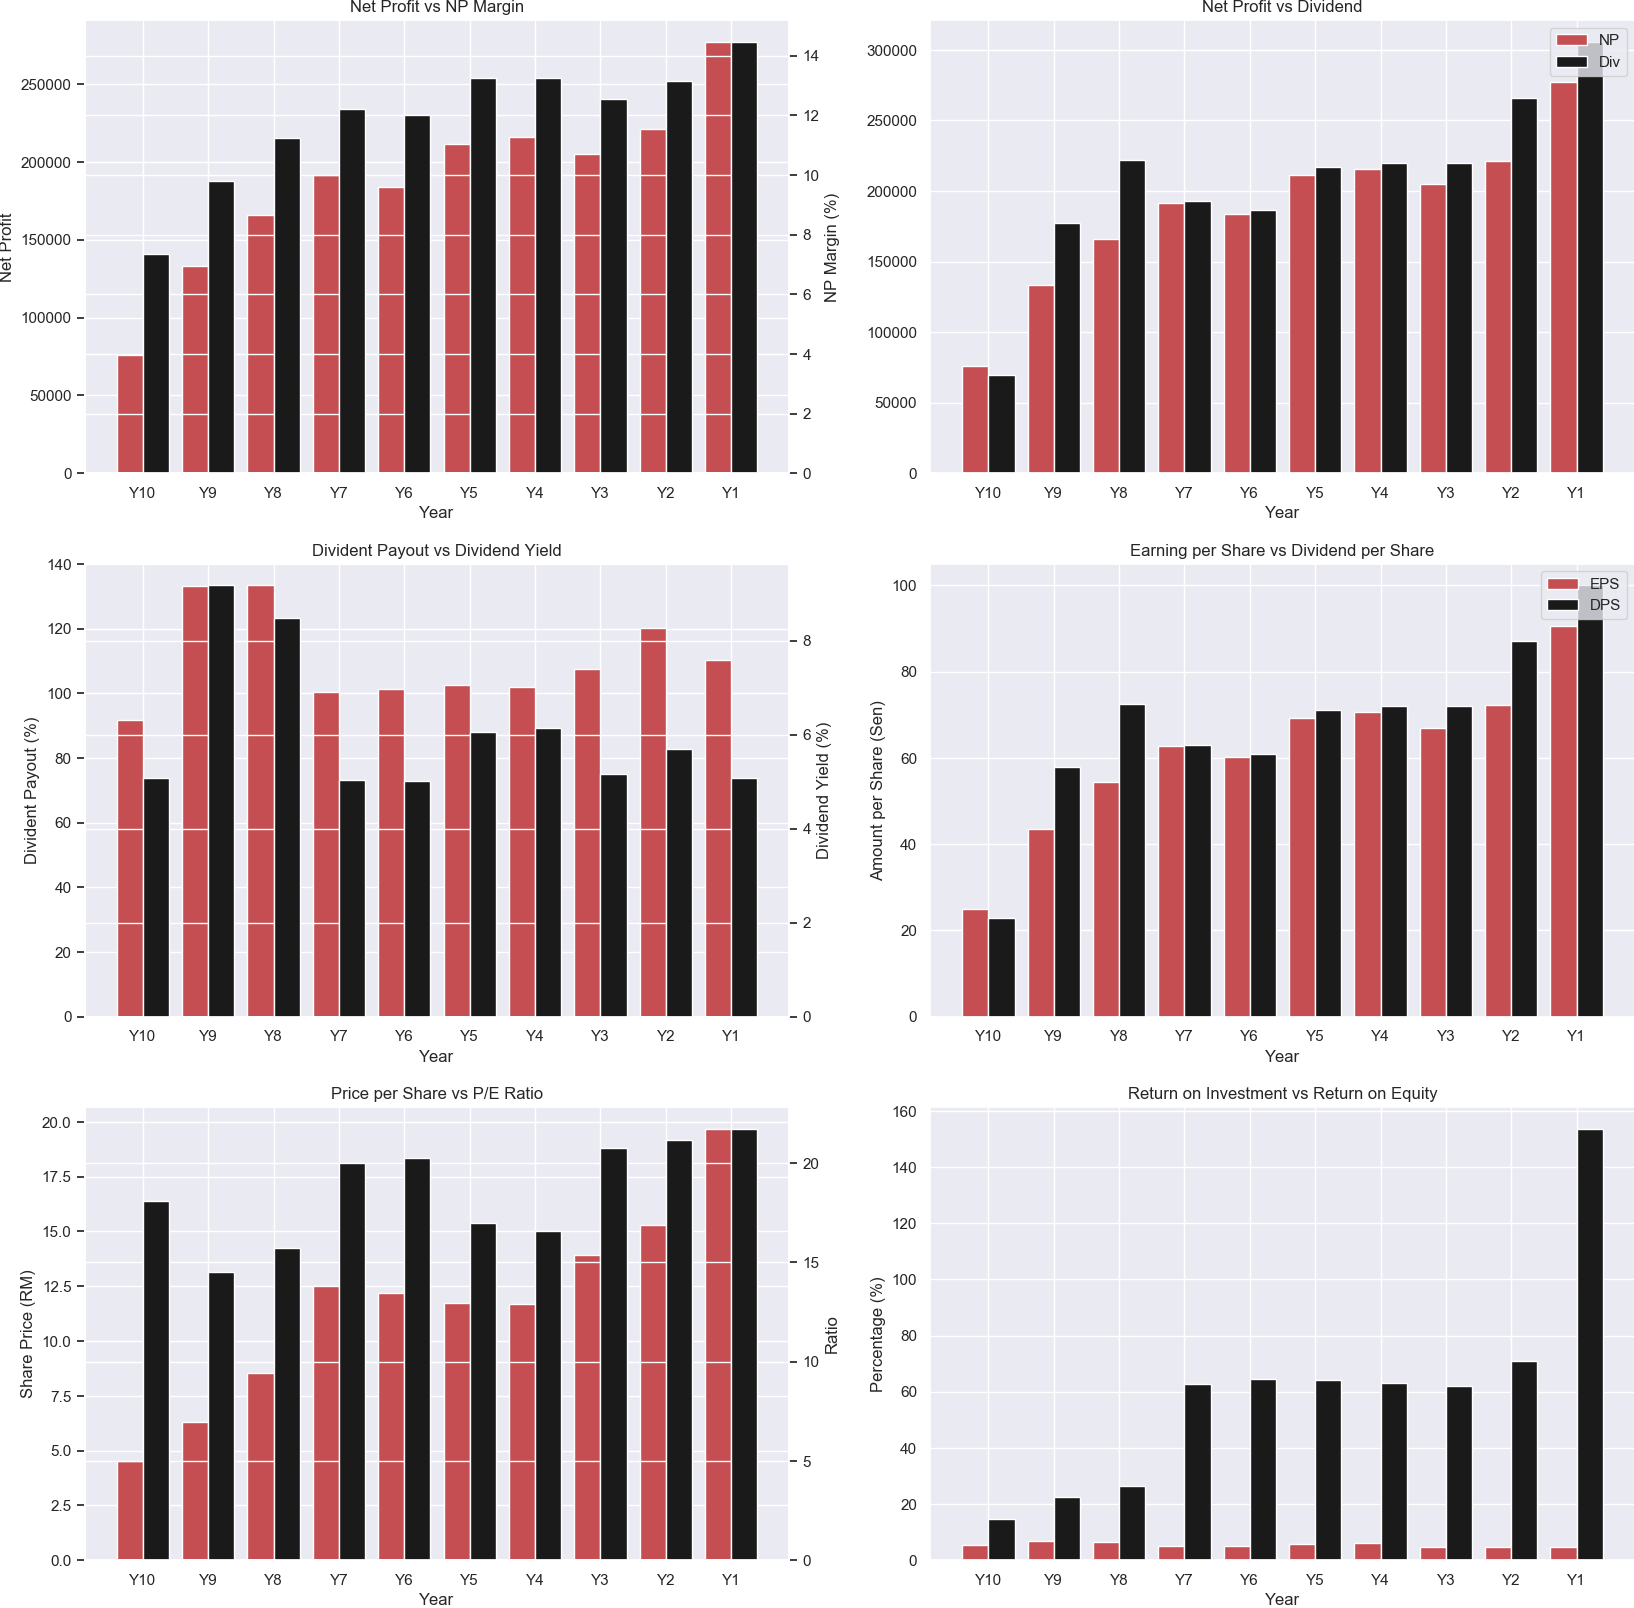 Net Profit vs NP Margin
Net Profit
250000
200000
150000
100000
50000
0
14
12
10
8
6
4
2
0
NP Margin (%)
Y10 Y9 Y8 Y7 Y6 Y5 Y4 Y3 Y2 Y1
Year
Net Profit vs Dividend
300000
250000
200000
150000
100000
50000
0
NP
Div
Y10 Y9 Y8 Y7 Y6 Y5 Y4 Y3 Y2 Y1
Year
Divident Payout vs Dividend Yield
Divident Payout (%)
140
120
100
80
60
40
20
0
8
6
4
2
0
Dividend Yield (%)
Y10 Y9 Y8 Y7 Y6 Y5 Y4 Y3 Y2 Y1
Year
Earning per Share vs Dividend per Share
Amount per Share (Sen)
100
80
60
40
20
0
EPS
DPS
Y10 Y9 Y8 Y7 Y6 Y5 Y4 Y3 Y2 Y1
Year
Price per Share vs P/E Ratio
Share Price (RM)
20.0
17.5
15.0
12.5
10.0
7.5
5.0
2.5
0.0
20
15
10
5
0
Ratio
Y10 Y9 Y8 Y7 Y6 Y5 Y4 Y3 Y2 Y1
Year
Return on Investment vs Return on Equity
Percentage (%)
160
140
120
100
80
60
40
20
0
Y10 Y9 Y8 Y7 Y6 Y5 Y4 Y3 Y2 Y1
Year